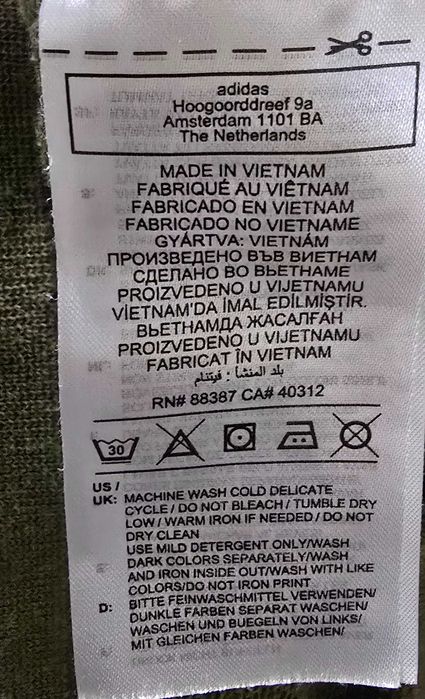 adidas
Hoogoorddreef 9a
Amsterdam 1101 BA
The Netherlands
MADE IN VIETNAM
FABRIQUÉ AU VIÊTNAM
FABRICADO EN VIETNAM
FABRICADO NO VIETNAME
GYÁRTVA: VIETNÁM
ПРОИЗВЕДЕНО ВЪВ ВИЕТНАМ
СДЕЛАНО ВО ВЬЕТНАМЕ
PROIZVEDENO U VIJETNAMU
VİETNAM'DA İMAL EDİLMİŞTİR.
ВЬЕТНАМДА ЖАСАЛҒАН
PROIZVEDENO U VIJETNAMU
FABRICAT ÎN VIETNAM
بلد المنشأ : فيتنام
RN# 88387 CA# 40312
30
US /
UK: MACHINE WASH COLD DELICATE
CYCLE / DO NOT BLEACH / TUMBLE DRY
LOW / WARM IRON IF NEEDED / DO NOT
DRY CLEAN
USE MILD DETERGENT ONLY/WASH
DARK COLORS SEPARATELY/WASH
AND IRON INSIDE OUT/WASH WITH LIKE
COLORS/DO NOT IRON PRINT
D: BITTE FEINWASCHMITTEL VERWENDEN/
DUNKLE FARBEN SEPARAT WASCHEN/
WASCHEN UND BUEGELN VON LINKS/
MIT GLEICHEN FARBEN WASCHEN/